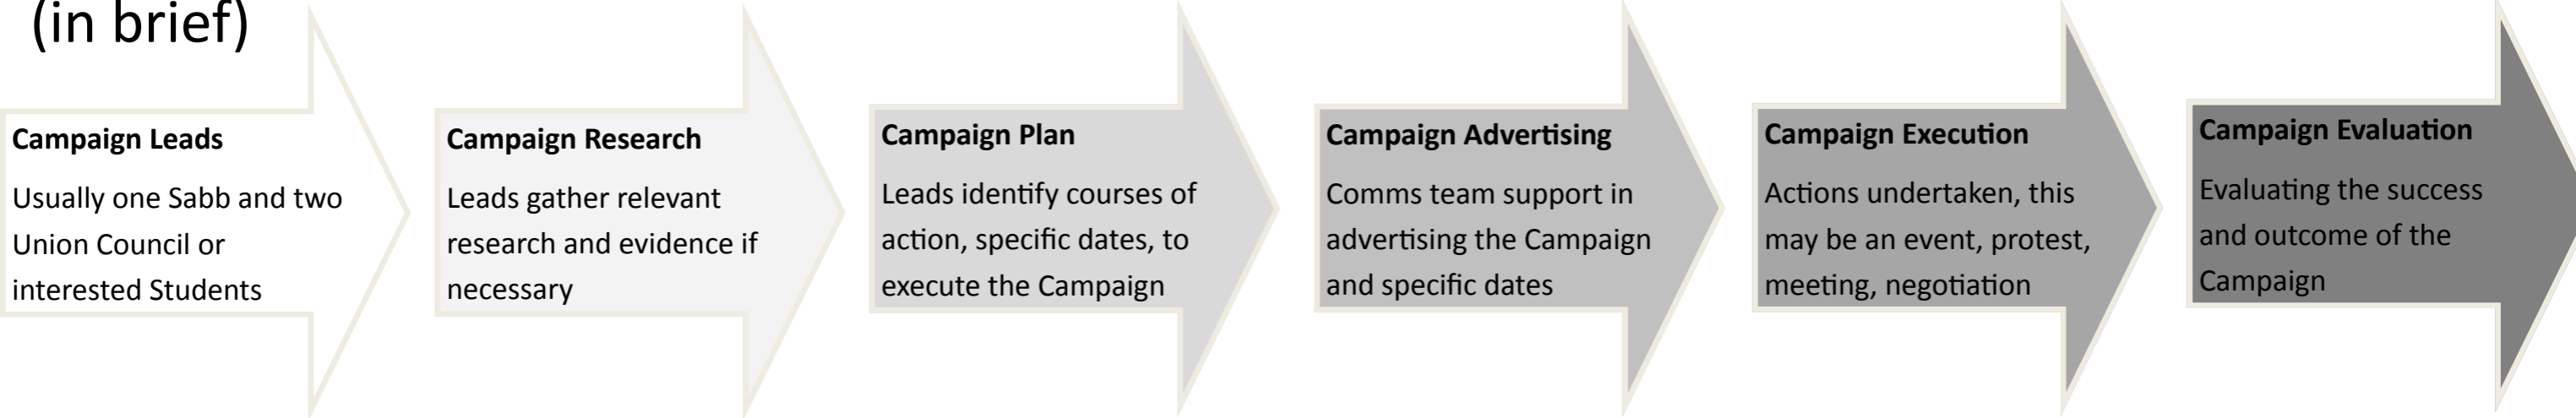 (in brief)
Campaign Leads
Usually one Sabb and two
Union Council or
interested Students
Campaign Research
Leads gather relevant
research and evidence if
necessary
Campaign Plan
Leads identify courses of
action, specific dates, to
execute the Campaign
Campaign Advertising
Comms team support in
advertising the Campaign
and specific dates
Campaign Execution
Actions undertaken, this
may be an event, protest,
meeting, negotiation
Campaign Evaluation
Evaluating the success
and outcome of the
Campaign